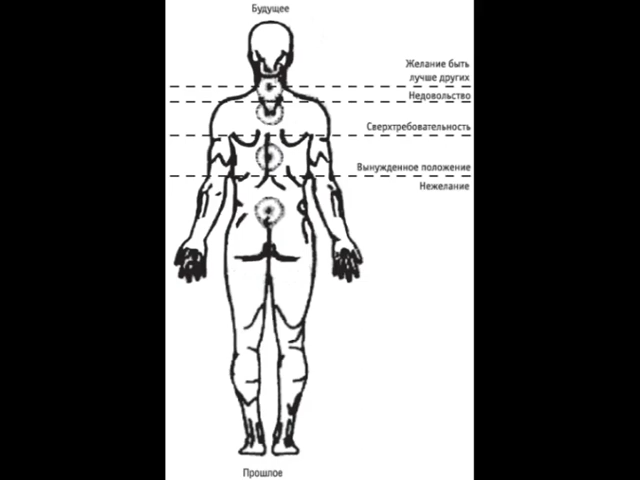 Будущее
Желание быть
лучше других
Недовольство
Сверхтребовательность
Вынужденное положение
Нежелание
Прошлое